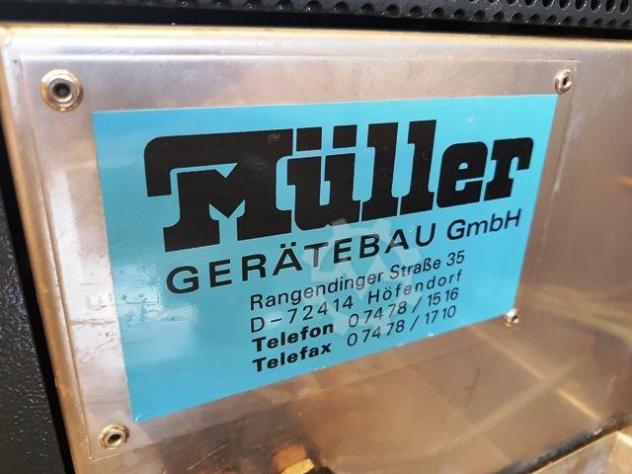 Müller
GERÄTEBAU GmbH
Rangendinger Straße 35
D-72414 Höfendorf
Telefon 07478/1516
Telefax 07478/1710